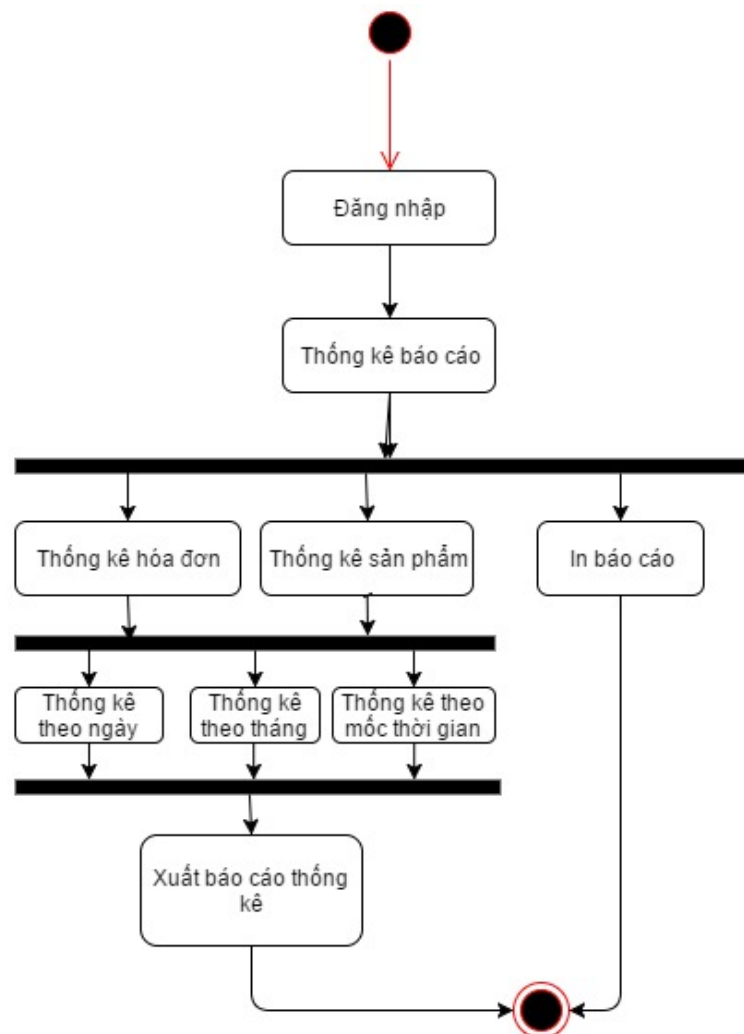 Đăng nhập
Thống kê báo cáo
Thống kê hóa đơn
Thống kê sản phẩm
In báo cáo
Thống kê
theo ngày
Thống kê
theo tháng
Thống kê theo
mốc thời gian
Xuất báo cáo thống
kê